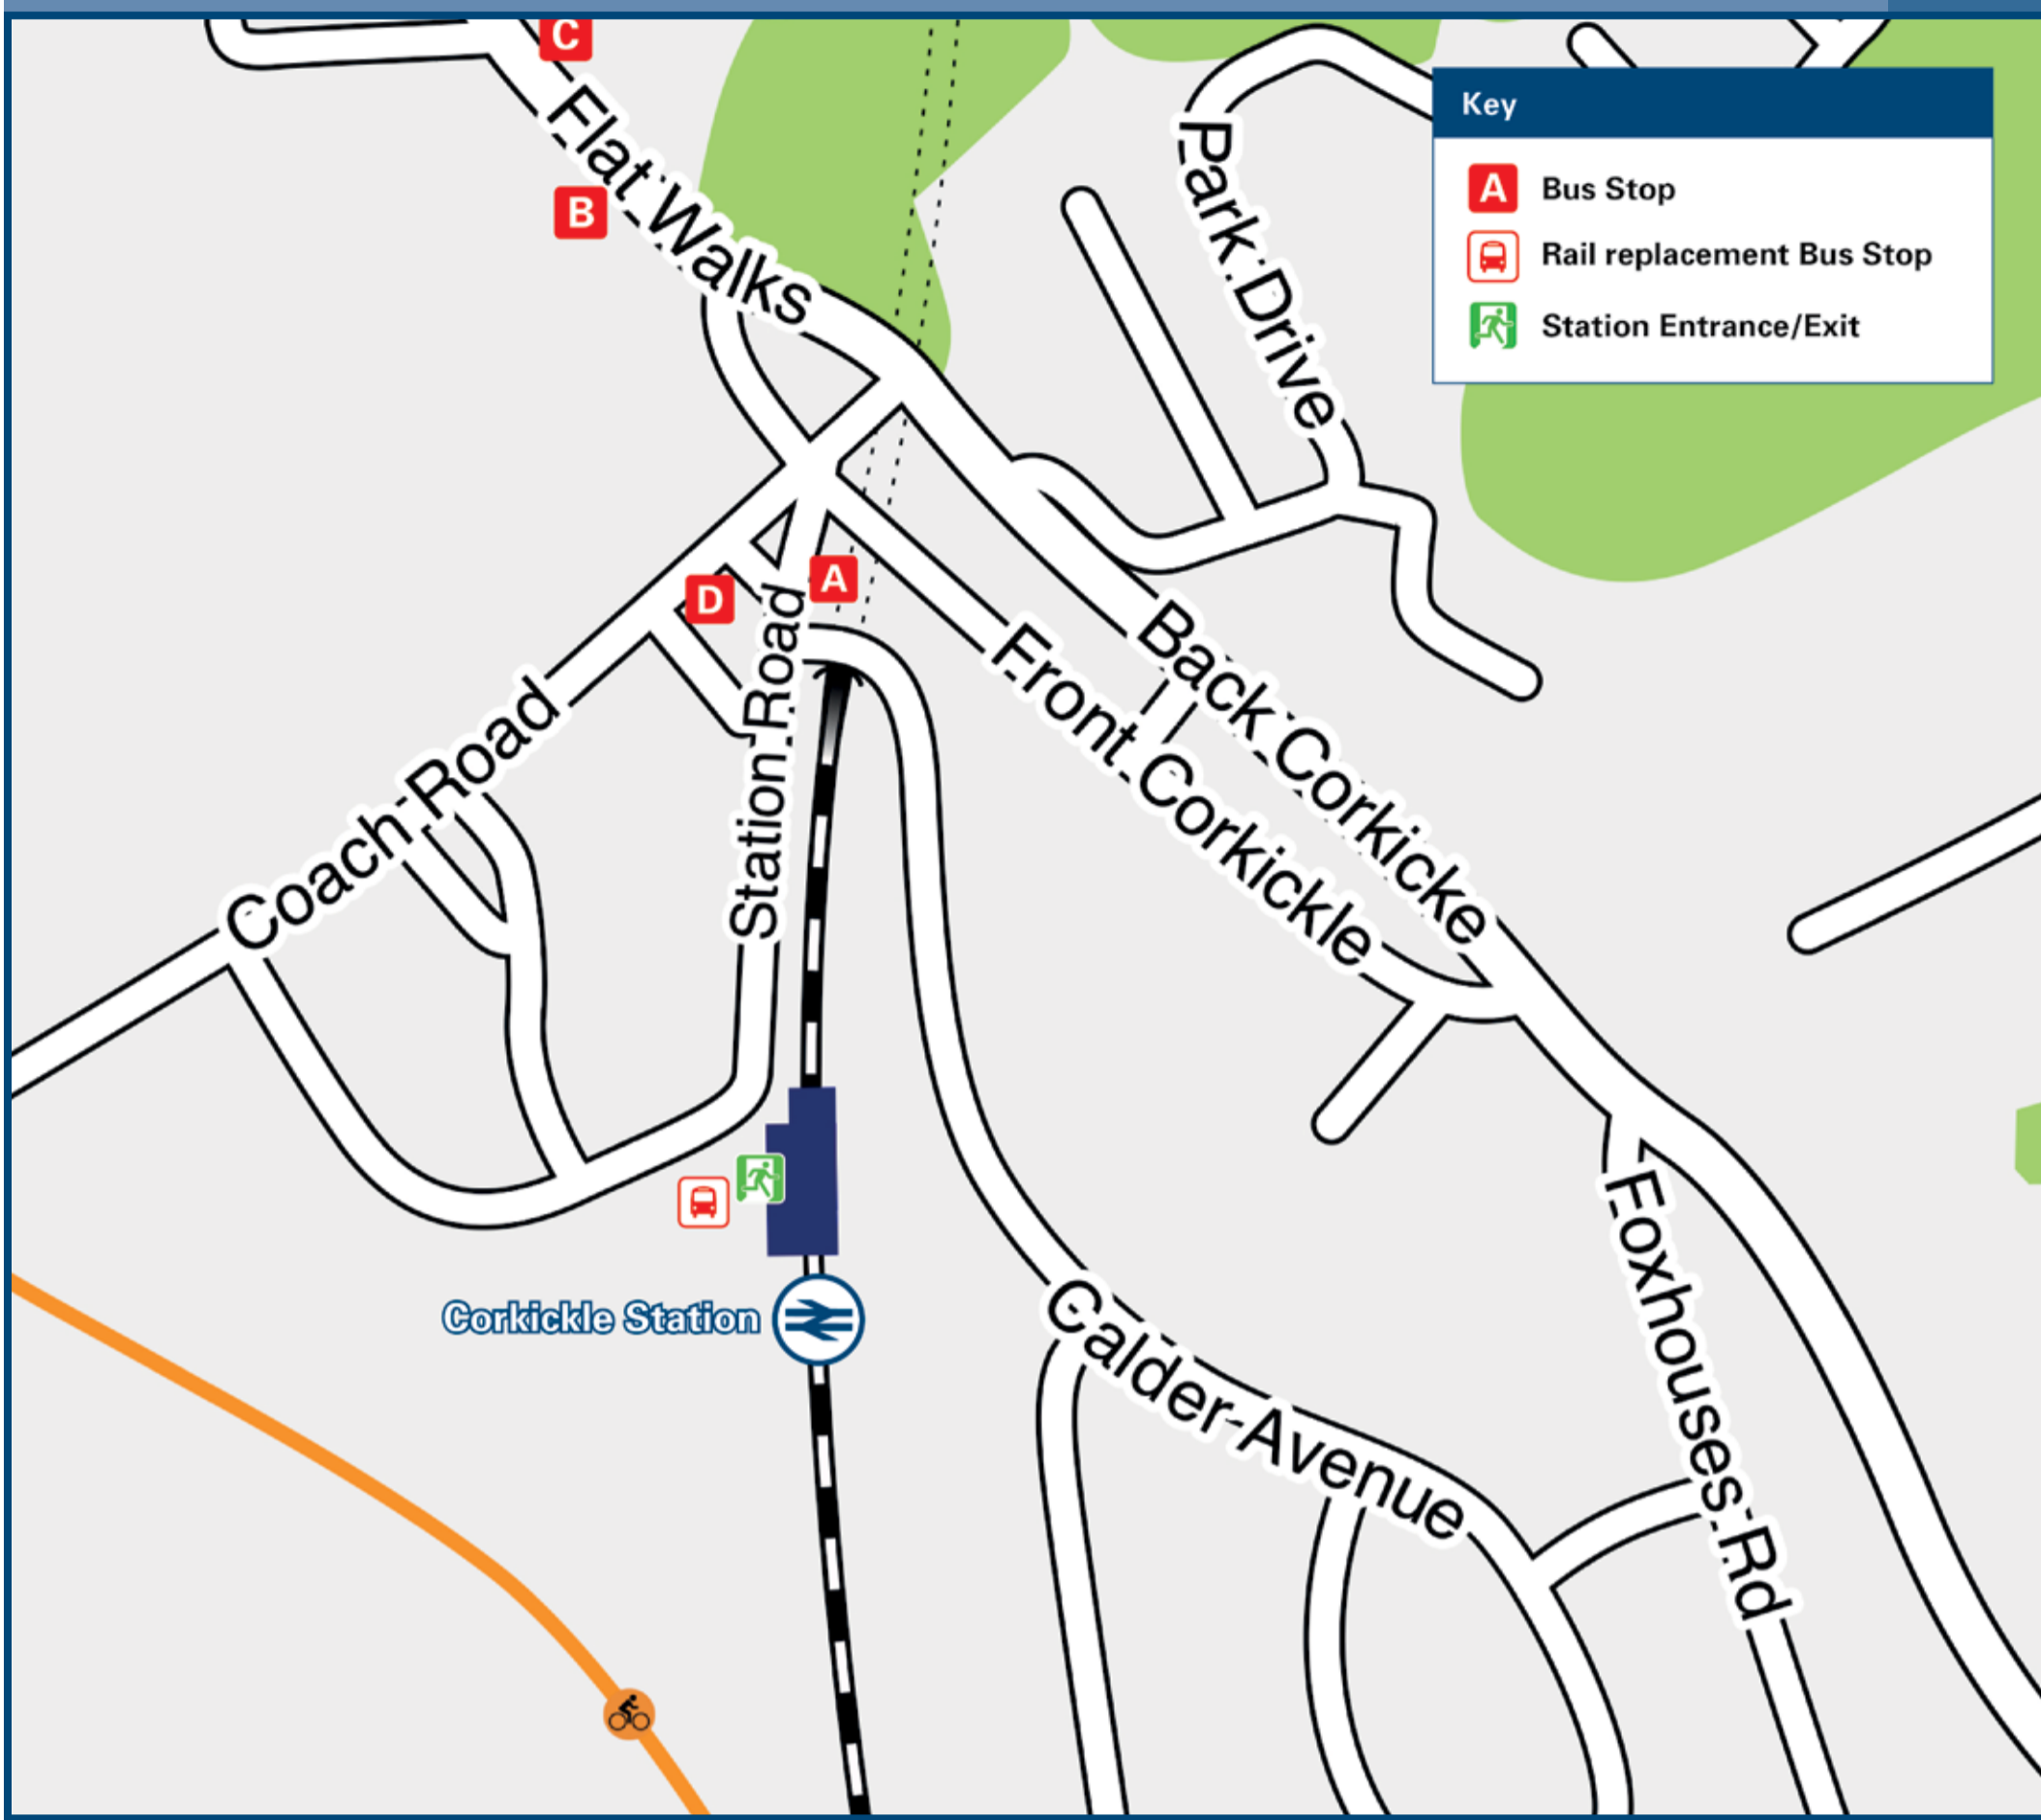 C
Flat Walks
B
Park Drive
Key
A Bus Stop
Rail replacement Bus Stop
Station Entrance/Exit
A
D
Station Road
Coach Road
Back Corkicke
Front Corkickle
Foxhouses Rd
Corkickle Station
Calder Avenue